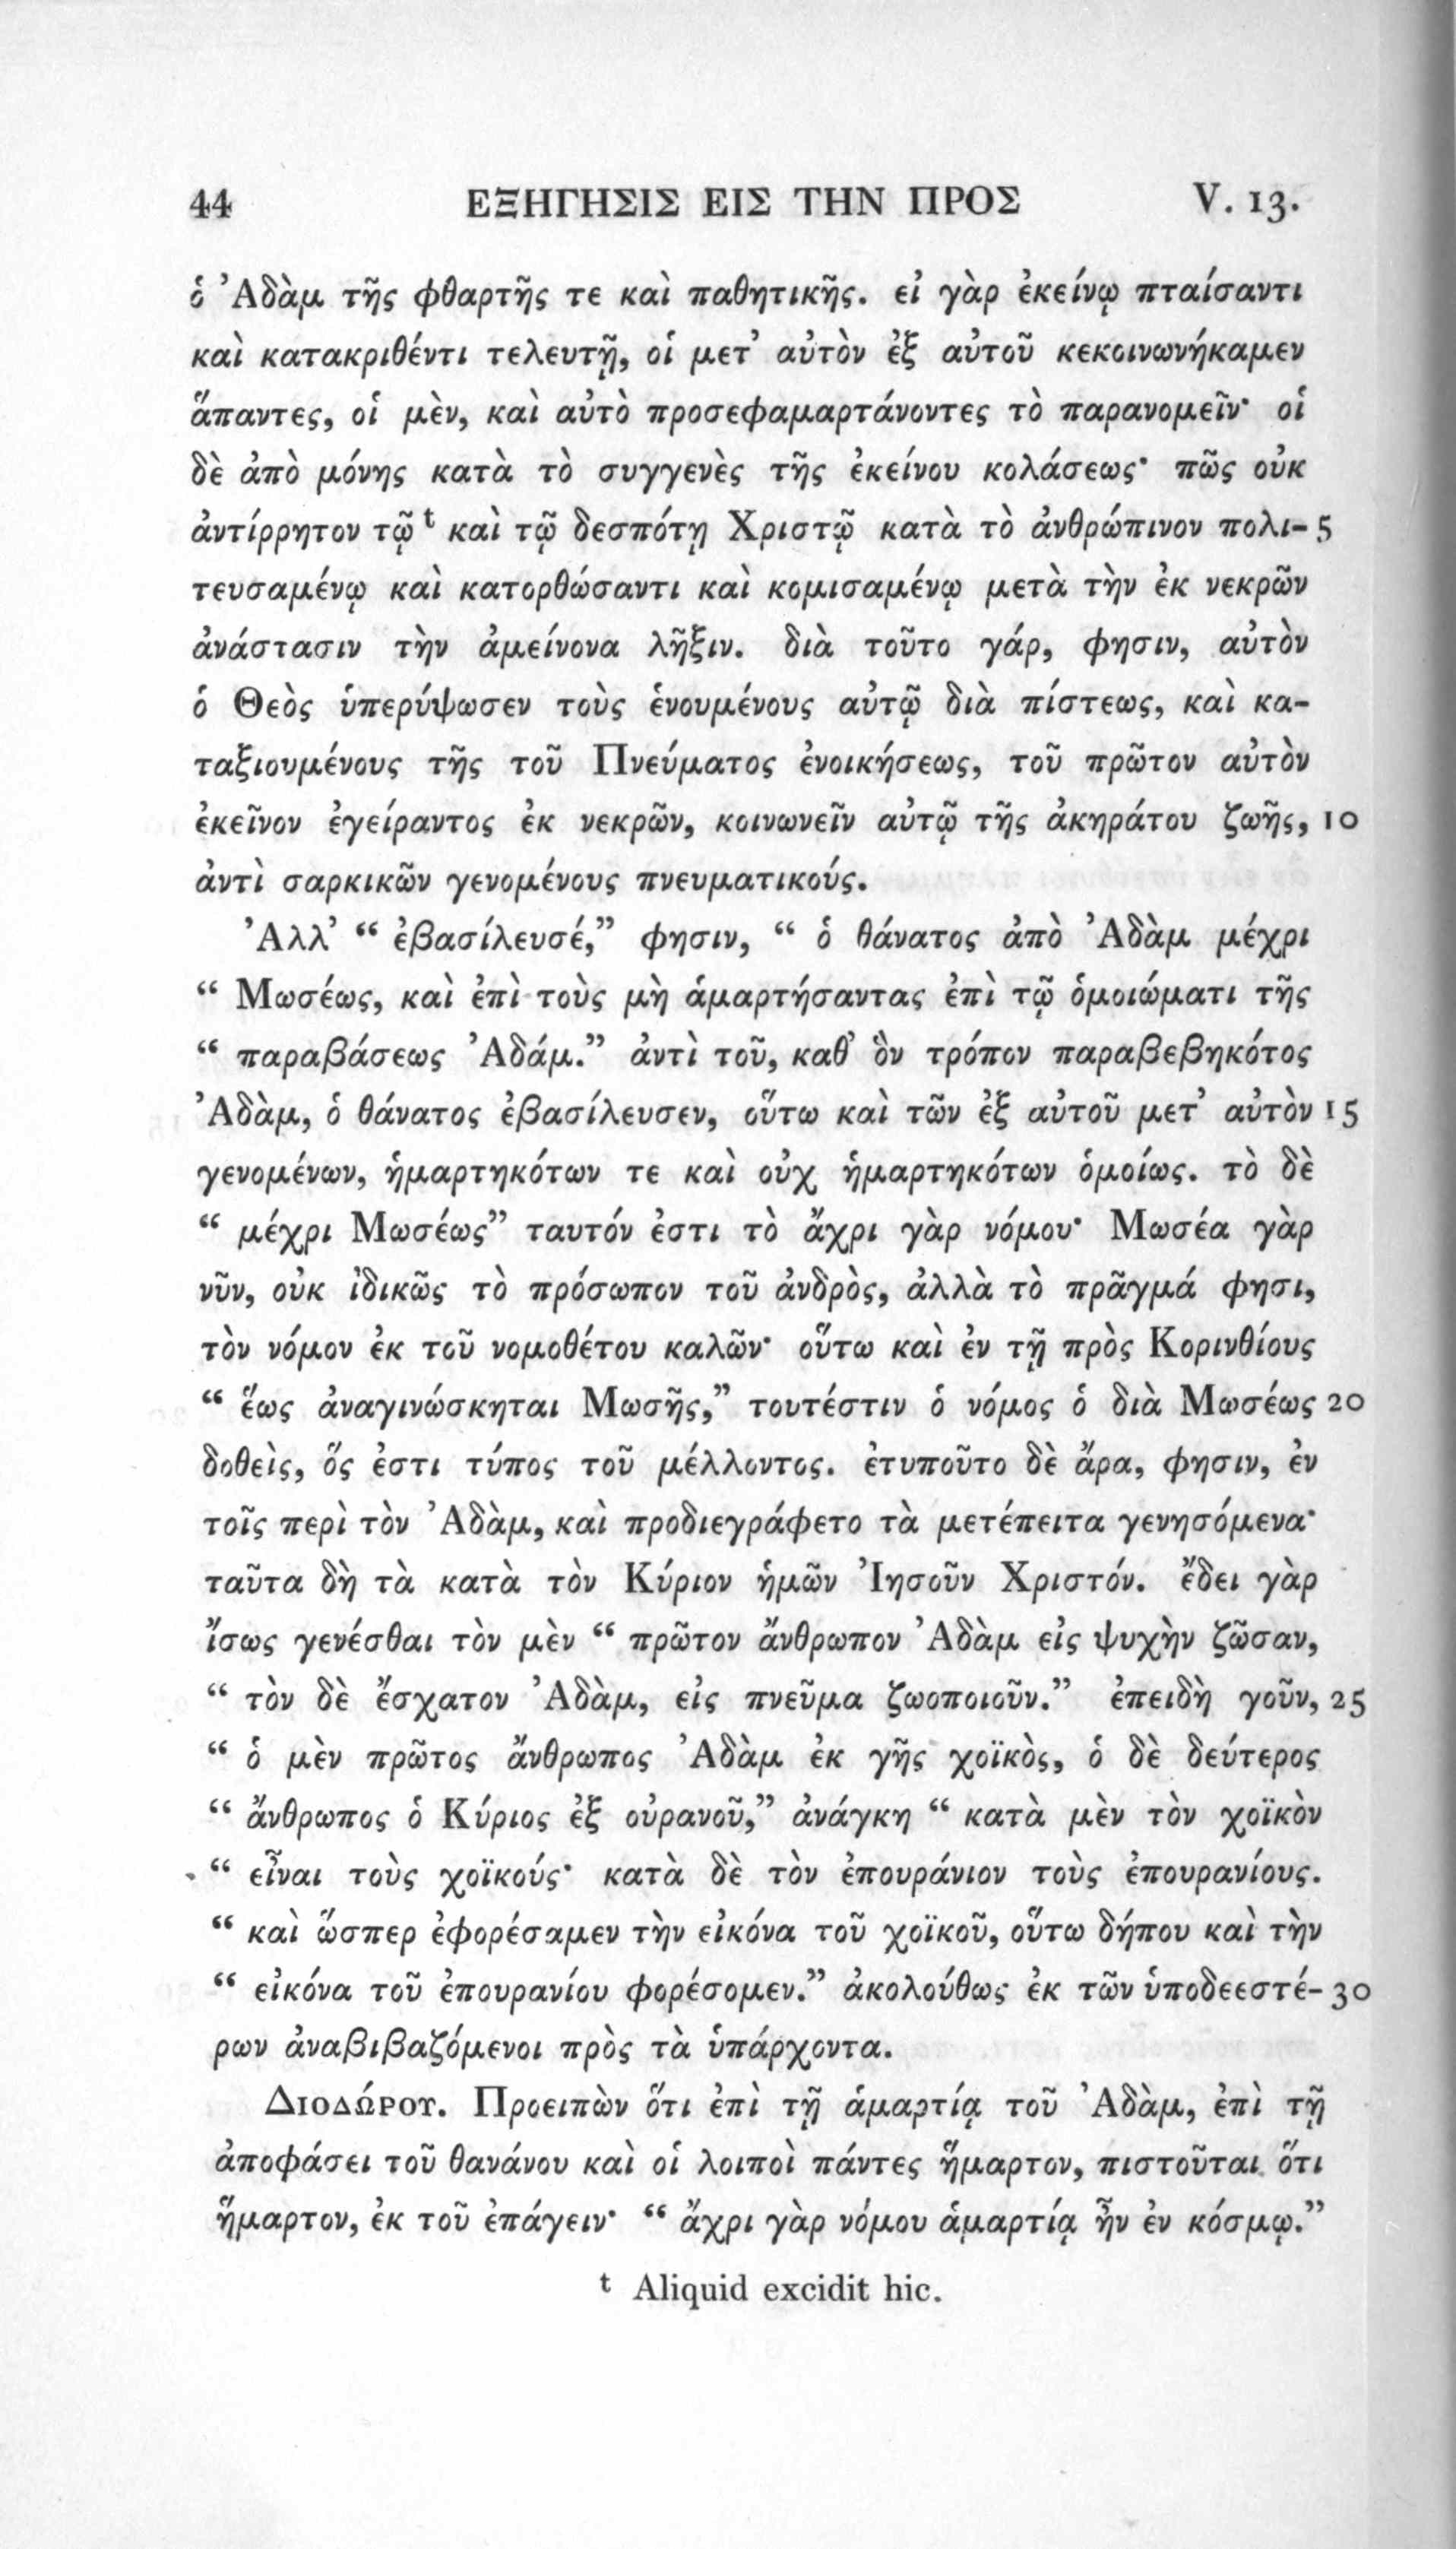 44 ΕΞΗΓΗΣΙΣ ΕΙΣ ΤΗΝ ΠΡΟΣ V. 13.
ὁ Ἀδὰμ τῆς φθαρτῆς τε καὶ παθητικῆς. εἰ γὰρ ἐκείνῳ πταίσαντι
καὶ κατακριθέντι τελευτῇ, οἱ μετ’ αὐτὸν ἐξ αὐτοῦ κεκοινωνήκαμεν
ἅπαντες, οἱ μὲν, καὶ αὐτὸ προσεφαμαρτάνοντες τὸ παρανομεῖν· οἱ
δὲ ἀπὸ μόνης κατὰ τὸ συγγενὲς τῆς ἐκείνου κολάσεως· πῶς οὐκ
ἀντίρρητον τῷ t καὶ τῷ δεσπότῃ Χριστῷ κατὰ τὸ ἀνθρώπινον πολι- 5
τευσαμένῳ καὶ κατορθώσαντι καὶ κομισαμένῳ μετὰ τὴν ἐκ νεκρῶν
ἀνάστασιν τὴν ἀμείνονα λῆξιν. διὰ τοῦτο γάρ, φησιν, αὐτὸν
ὁ Θεὸς ὑπερύψωσεν τοὺς ἑνουμένους αὐτῷ διὰ πίστεως, καὶ κα-
ταξιουμένους τῆς τοῦ Πνεύματος ἐνοικήσεως, τοῦ πρῶτον αὐτὸν
ἐκεῖνον ἐγείραντος ἐκ νεκρῶν, κοινωνεῖν αὐτῷ τῆς ἀκηράτου ζωῆς, 10
ἀντὶ σαρκικῶν γενομένους πνευματικούς.
Ἀλλ’ “ ἐβασίλευσέ,” φησιν, “ ὁ θάνατος ἀπὸ Ἀδὰμ μέχρι
“ Μωσέως, καὶ ἐπὶ τοὺς μὴ ἁμαρτήσαντας ἐπὶ τῷ ὁμοιώματι τῆς
“ παραβάσεως Ἀδάμ.” ἀντὶ τοῦ, καθ’ ὃν τρόπον παραβεβηκότος
Ἀδὰμ, ὁ θάνατος ἐβασίλευσεν, οὕτω καὶ τῶν ἐξ αὐτοῦ μετ’ αὐτὸν 15
γενομένων, ἡμαρτηκότων τε καὶ οὐχ ἡμαρτηκότων ὁμοίως. τὸ δὲ
“ μέχρι Μωσέως” ταυτόν ἐστι τὸ ἄχρι γὰρ νόμου· Μωσέα γὰρ
νῦν, οὐκ ἰδικῶς τὸ πρόσωπον τοῦ ἀνδρὸς, ἀλλὰ τὸ πρᾶγμά φησι,
τὸν νόμον ἐκ τοῦ νομοθέτου καλῶν· οὕτω καὶ ἐν τῇ πρὸς Κορινθίους
“ ἕως ἀναγινώσκηται Μωσῆς,” τουτέστιν ὁ νόμος ὁ διὰ Μωσέως 20
δοθεὶς, ὅς ἐστι τύπος τοῦ μέλλοντος. ἐτυποῦτο δὲ ἄρα, φησιν, ἐν
τοῖς περὶ τὸν Ἀδὰμ, καὶ προδιεγράφετο τὰ μετέπειτα γενησόμενα·
ταῦτα δὴ τὰ κατὰ τὸν Κύριον ἡμῶν Ἰησοῦν Χριστόν. ἔδει γὰρ
ἴσως γενέσθαι τὸν μὲν “ πρῶτον ἄνθρωπον Ἀδὰμ εἰς ψυχὴν ζῶσαν,
“ τὸν δὲ ἔσχατον Ἀδὰμ, εἰς πνεῦμα ζωοποιοῦν.” ἐπειδὴ γοῦν, 25
“ ὁ μὲν πρῶτος ἄνθρωπος Ἀδὰμ ἐκ γῆς χοϊκὸς, ὁ δὲ δεύτερος
“ ἄνθρωπος ὁ Κύριος ἐξ οὐρανοῦ,” ἀνάγκη “ κατὰ μὲν τὸν χοϊκὸν
“ εἶναι τοὺς χοϊκούς· κατὰ δὲ τὸν ἐπουράνιον τοὺς ἐπουρανίους.
“ καὶ ὥσπερ ἐφορέσαμεν τὴν εἰκόνα τοῦ χοϊκοῦ, οὕτω δήπου καὶ τὴν
“ εἰκόνα τοῦ ἐπουρανίου φορέσομεν.” ἀκολούθως ἐκ τῶν ὑποδεεστέ- 30
ρων ἀναβιβαζόμενοι πρὸς τὰ ὑπάρχοντα.
Διοδώρου. Προειπὼν ὅτι ἐπὶ τῇ ἁμαρτίᾳ τοῦ Ἀδὰμ, ἐπὶ τῇ
ἀποφάσει τοῦ θανάνου καὶ οἱ λοιποὶ πάντες ἥμαρτον, πιστοῦται ὅτι
ἥμαρτον, ἐκ τοῦ ἐπάγειν· “ ἄχρι γὰρ νόμου ἁμαρτίᾳ ἦν ἐν κόσμῳ.”
t Aliquid excidit hic.